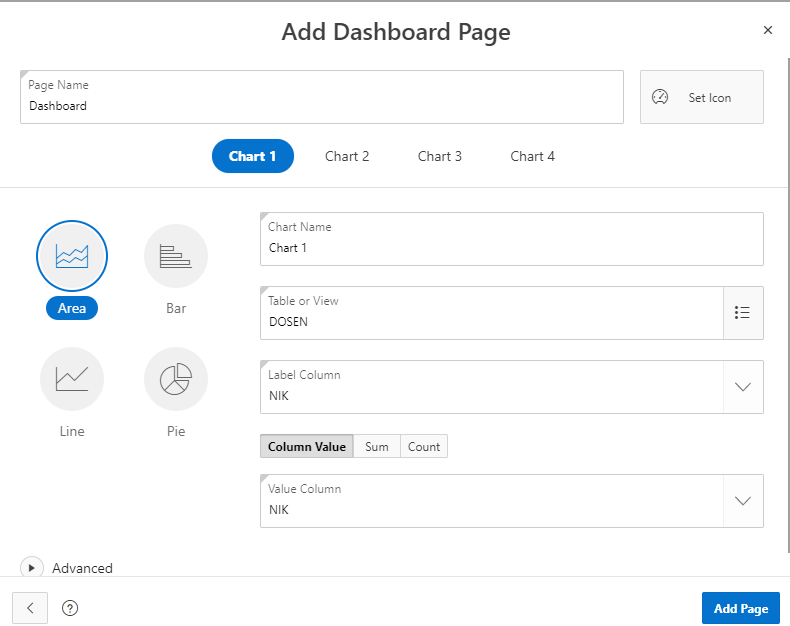 Add Dashboard Page
×
Page Name
Dashboard
Set Icon
Chart 1
Chart 2
Chart 3
Chart 4
Area
Bar
Line
Pie
Chart Name
Chart 1
Table or View
DOSEN
Label Column
NIK
Column Value
Sum
Count
Value Column
NIK
Advanced
?
Add Page